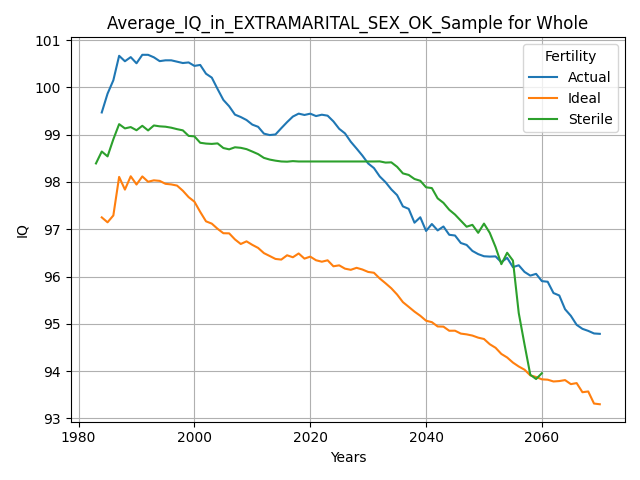 Average_IQ_in_EXTRAMARITAL_SEX_OK_Sample for Whole
Fertility
Actual
Ideal
Sterile
101
100
99
98
97
96
95
94
93
IQ
1980
2000
2020
2040
2060
Years